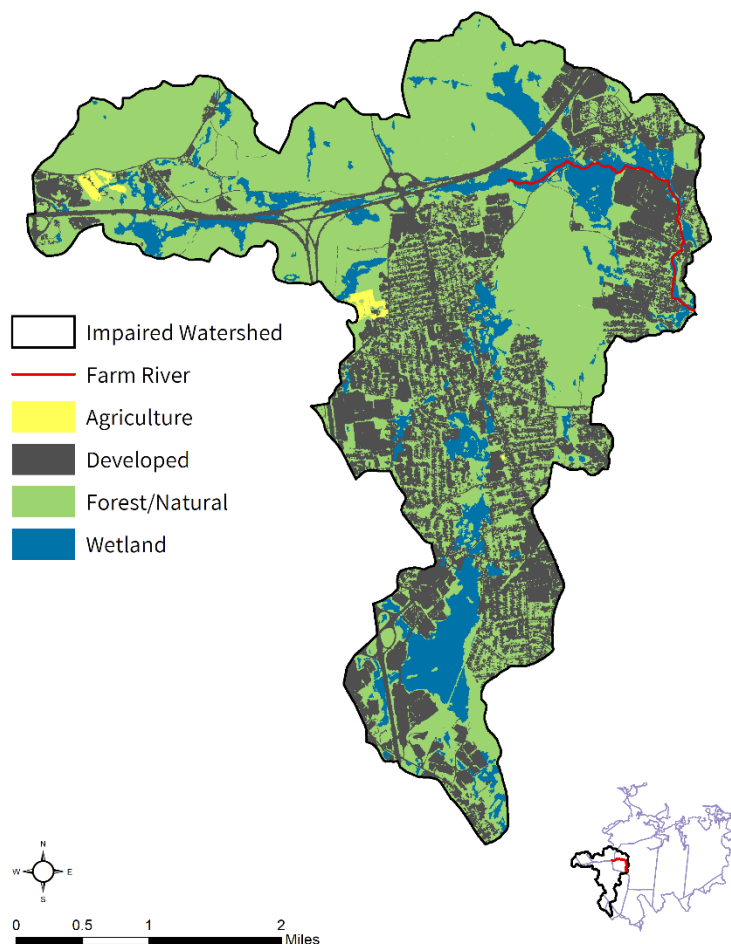 Impaired Watershed
Farm River
Agriculture
Developed
Forest/Natural
Wetland
N
W E
S
0 0.5 1 2
Miles